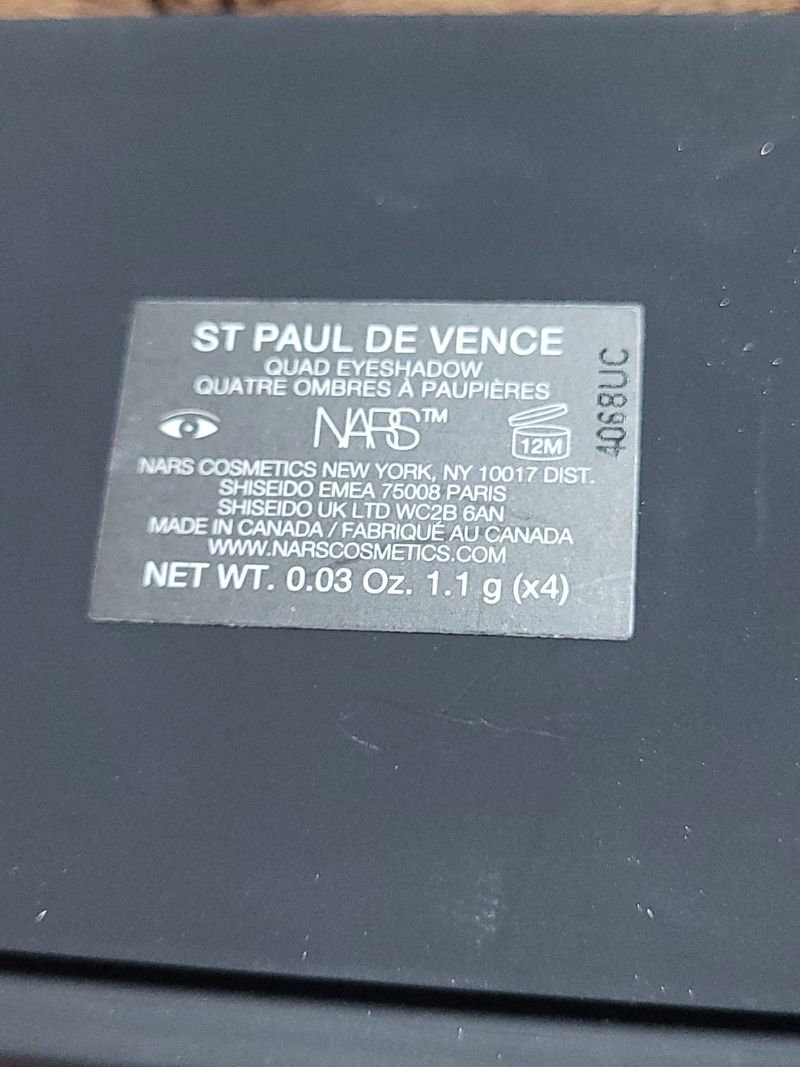 ST PAUL DE VENCE
QUAD EYESHADOW
QUATRE OMBRES À PAUPIÈRES
NARS™
12M
4068UC
NARS COSMETICS NEW YORK, NY 10017 DIST.
SHISEIDO EMEA 75008 PARIS
SHISEIDO UK LTD WC2B 6AN
MADE IN CANADA / FABRIQUÉ AU CANADA
WWW.NARSCOSMETICS.COM
NET WT. 0.03 Oz. 1.1 g (x4)